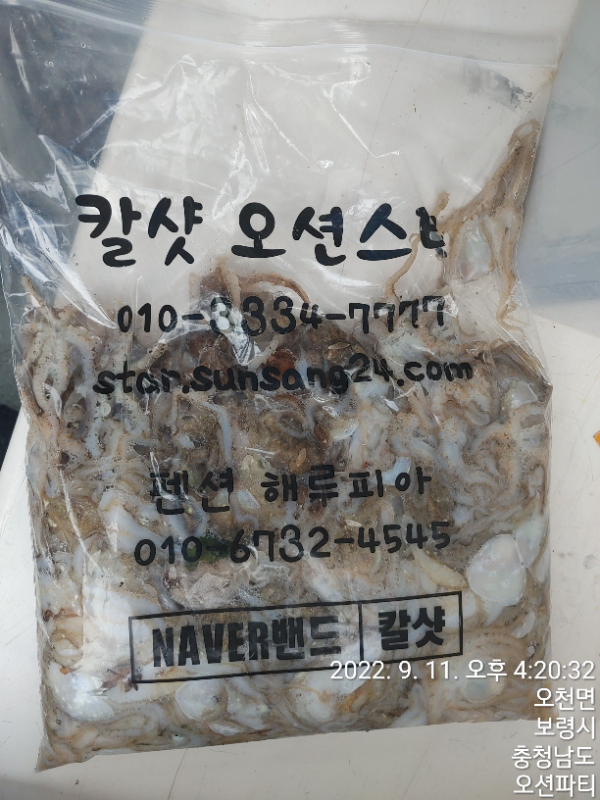 칼샷 오션스타
010-3334-7777
star.sunsang24.com
펜션 해류피아
010-6732-4545
NAVER밴드 칼샷
2022. 9. 11. 오후 4:20:32
오천면
보령시
충청남도
오션파티